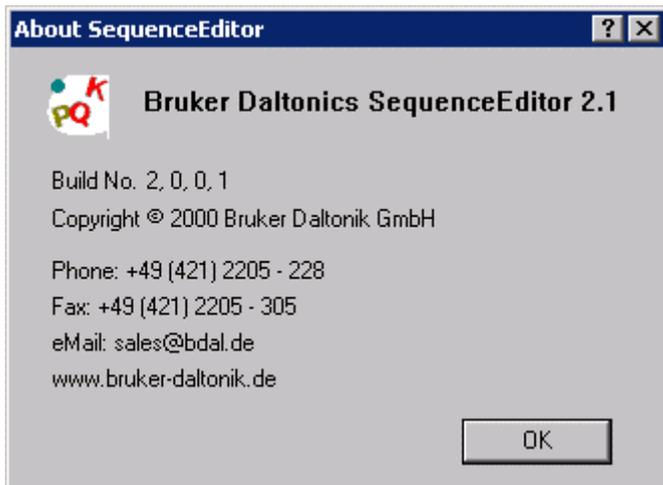 About SequenceEditor
PQK
Bruker Daltonics SequenceEditor 2.1
Build No. 2, 0, 0, 1
Copyright © 2000 Bruker Daltonik GmbH
Phone: +49 (421) 2205 - 228
Fax: +49 (421) 2205 - 305
eMail: sales@bdal.de
www.bruker-daltonik.de
OK